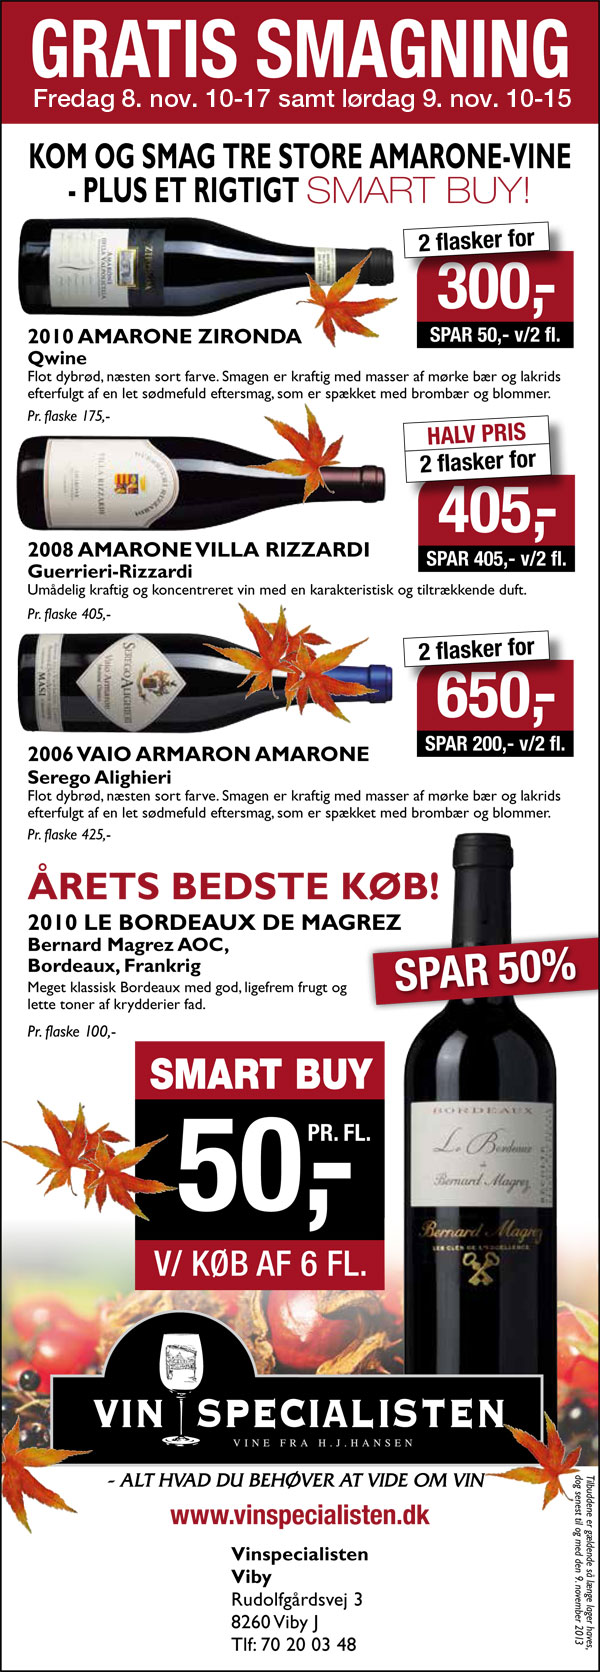 GRATIS SMAGNING
Fredag 8. nov. 10-17 samt lørdag 9. nov. 10-15
KOM OG SMAG TRE STORE AMARONE-VINE
- PLUS ET RIGTIGT SMART BUY!
2 flasker for
300,-
SPAR 50,- v/2 fl.
2010 AMARONE ZIRONDA
Qwine
Flot dybrød, næsten sort farve. Smagen er kraftig med masser af mørke bær og lakrids
efterfulgt af en let sødmefuld eftersmag, som er spækket med brombær og blommer.
Pr. flaske 175,-
HALV PRIS
2 flasker for
405,-
SPAR 405,- v/2 fl.
VILLA RIZZARDI
2008 AMARONE VILLA RIZZARDI
Guerrieri-Rizzardi
Umådelig kraftig og koncentreret vin med en karakteristisk og tiltrækkende duft.
Pr. flaske 405,-
2 flasker for
650,-
SPAR 200,- v/2 fl.
MASI
VAIO ARMARON
SEREGO ALIGHIERI
2006 VAIO ARMARON AMARONE
Serego Alighieri
Flot dybrød, næsten sort farve. Smagen er kraftig med masser af mørke bær og lakrids
efterfulgt af en let sødmefuld eftersmag, som er spækket med brombær og blommer.
Pr. flaske 425,-
ÅRETS BEDSTE KØB!
2010 LE BORDEAUX DE MAGREZ
Bernard Magrez AOC,
Bordeaux, Frankrig
Meget klassisk Bordeaux med god, ligefrem frugt og
lette toner af krydderier fad.
Pr. flaske 100,-
SPAR 50%
SMART BUY
50,-
PR. FL.
V/ KØB AF 6 FL.
BORDEAUX
Le Bordeaux
de
Bernard Magrez
Bernard Magrez
LES CLÉS DE L'EXCELLENCE
VIN SPECIALISTEN
VINE FRA H.J.HANSEN
- ALT HVAD DU BEHØVER AT VIDE OM VIN
www.vinspecialisten.dk
Vinspecialisten
Viby
Rudolfgårdsvej 3
8260 Viby J
Tlf: 70 20 03 48
Tilbuddene er gældende så længe lager haves,
dog senest til og med den 9. november 2013